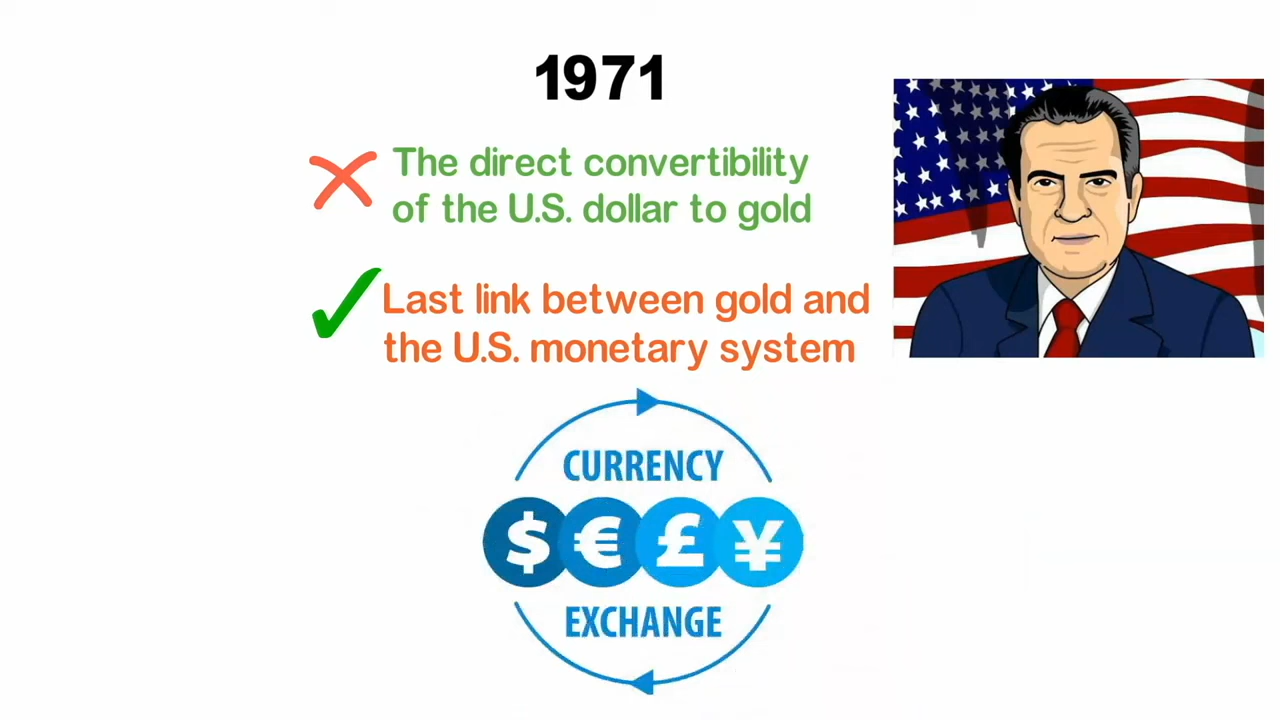 1971
The direct convertibility
of the U.S. dollar to gold
Last link between gold and
the U.S. monetary system
CURRENCY
$ € £ ¥
EXCHANGE